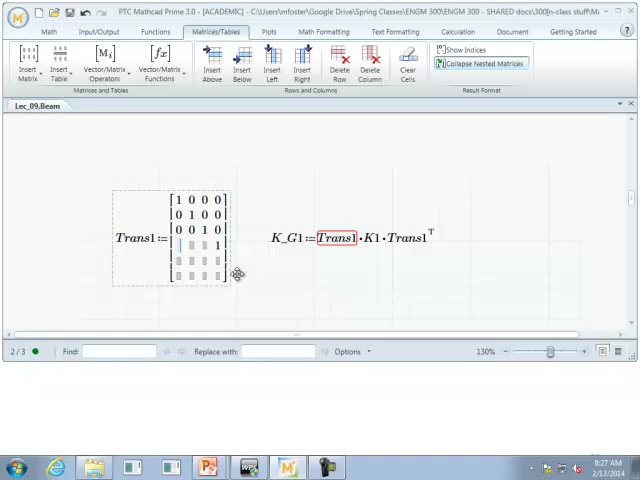 PTC Mathcad Prime 3.0 - [ACADEMIC] C:\Users\mfoster\Google Drive\Spring Classes\ENGM 300\ENGM 300 - SHARED docs\300\In-class stuff\Ma
Math Input/Output Functions Matrices/Tables Plots Math Formatting Text Formatting Calculation Document Getting Started
Insert Matrix Insert Table Vector/Matrix Operators Vector/Matrix Functions Insert Above Insert Below Insert Left Insert Right Delete Row Delete Column Clear Cells Show Indices
Collapse Nested Matrices
Matrices and Tables Rows and Columns Result Format
Lec_09.Beam
1 0 0 0
0 1 0 0
0 0 1 0
Trans1:= K_G1:=Trans1·K1·Trans1ᵀ
1
2 / 3 Find: Replace with: Options 130%
8:27 AM
2/13/2014